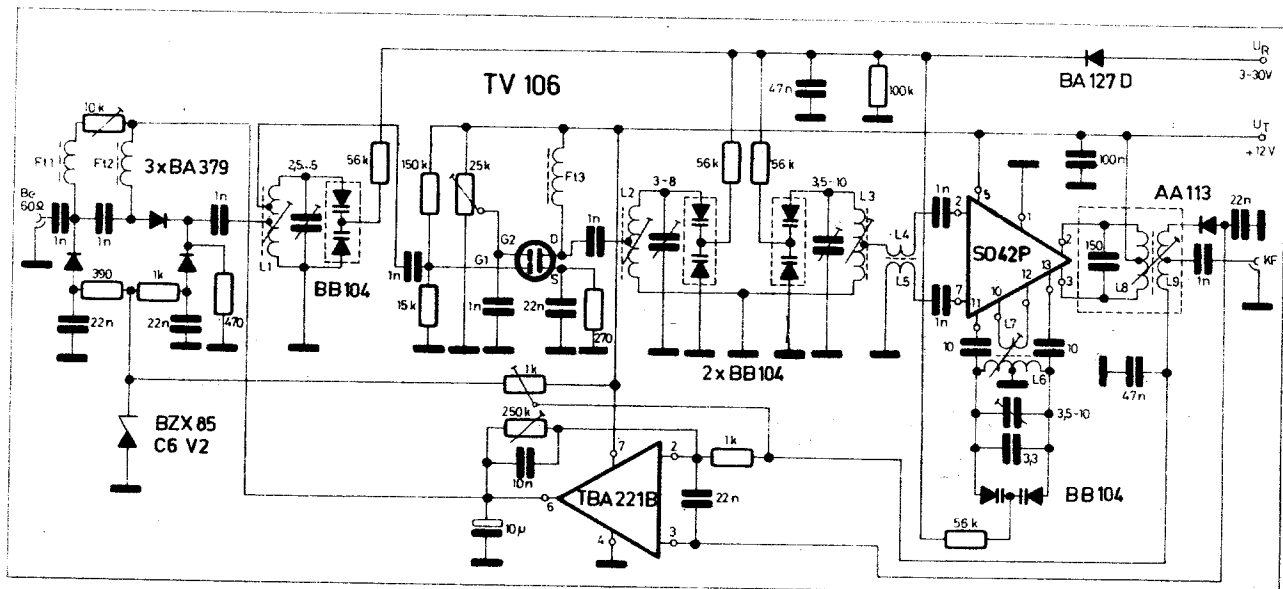 TV 106
U_R
3-30V
BA 127 D
47n
100k
10k
Ft1
Ft2
3xBA379
56k
150k
25k
Ft3
56k
56k
U_T
+12V
100n
AA113
22n
Be
60Ω
1n
1n
1n
2,5..5
L1
BB104
G2
G1
D
S
1n
L2
3-8
3,5-10
L3
L4
L5
1n
1n
2
7
5
1
SO42P
11
10
12
13
2
3
150
L8
L9
1n
KF
390
1k
22n
22n
470
1n
15k
1n
22n
270
2xBB104
10
L7
10
L6
3,5-10
3,3
BB104
56k
47n
BZX 85
C6 V2
1k
250k
10n
7
TBA221B
6
4
2
3
1k
22n
10µ